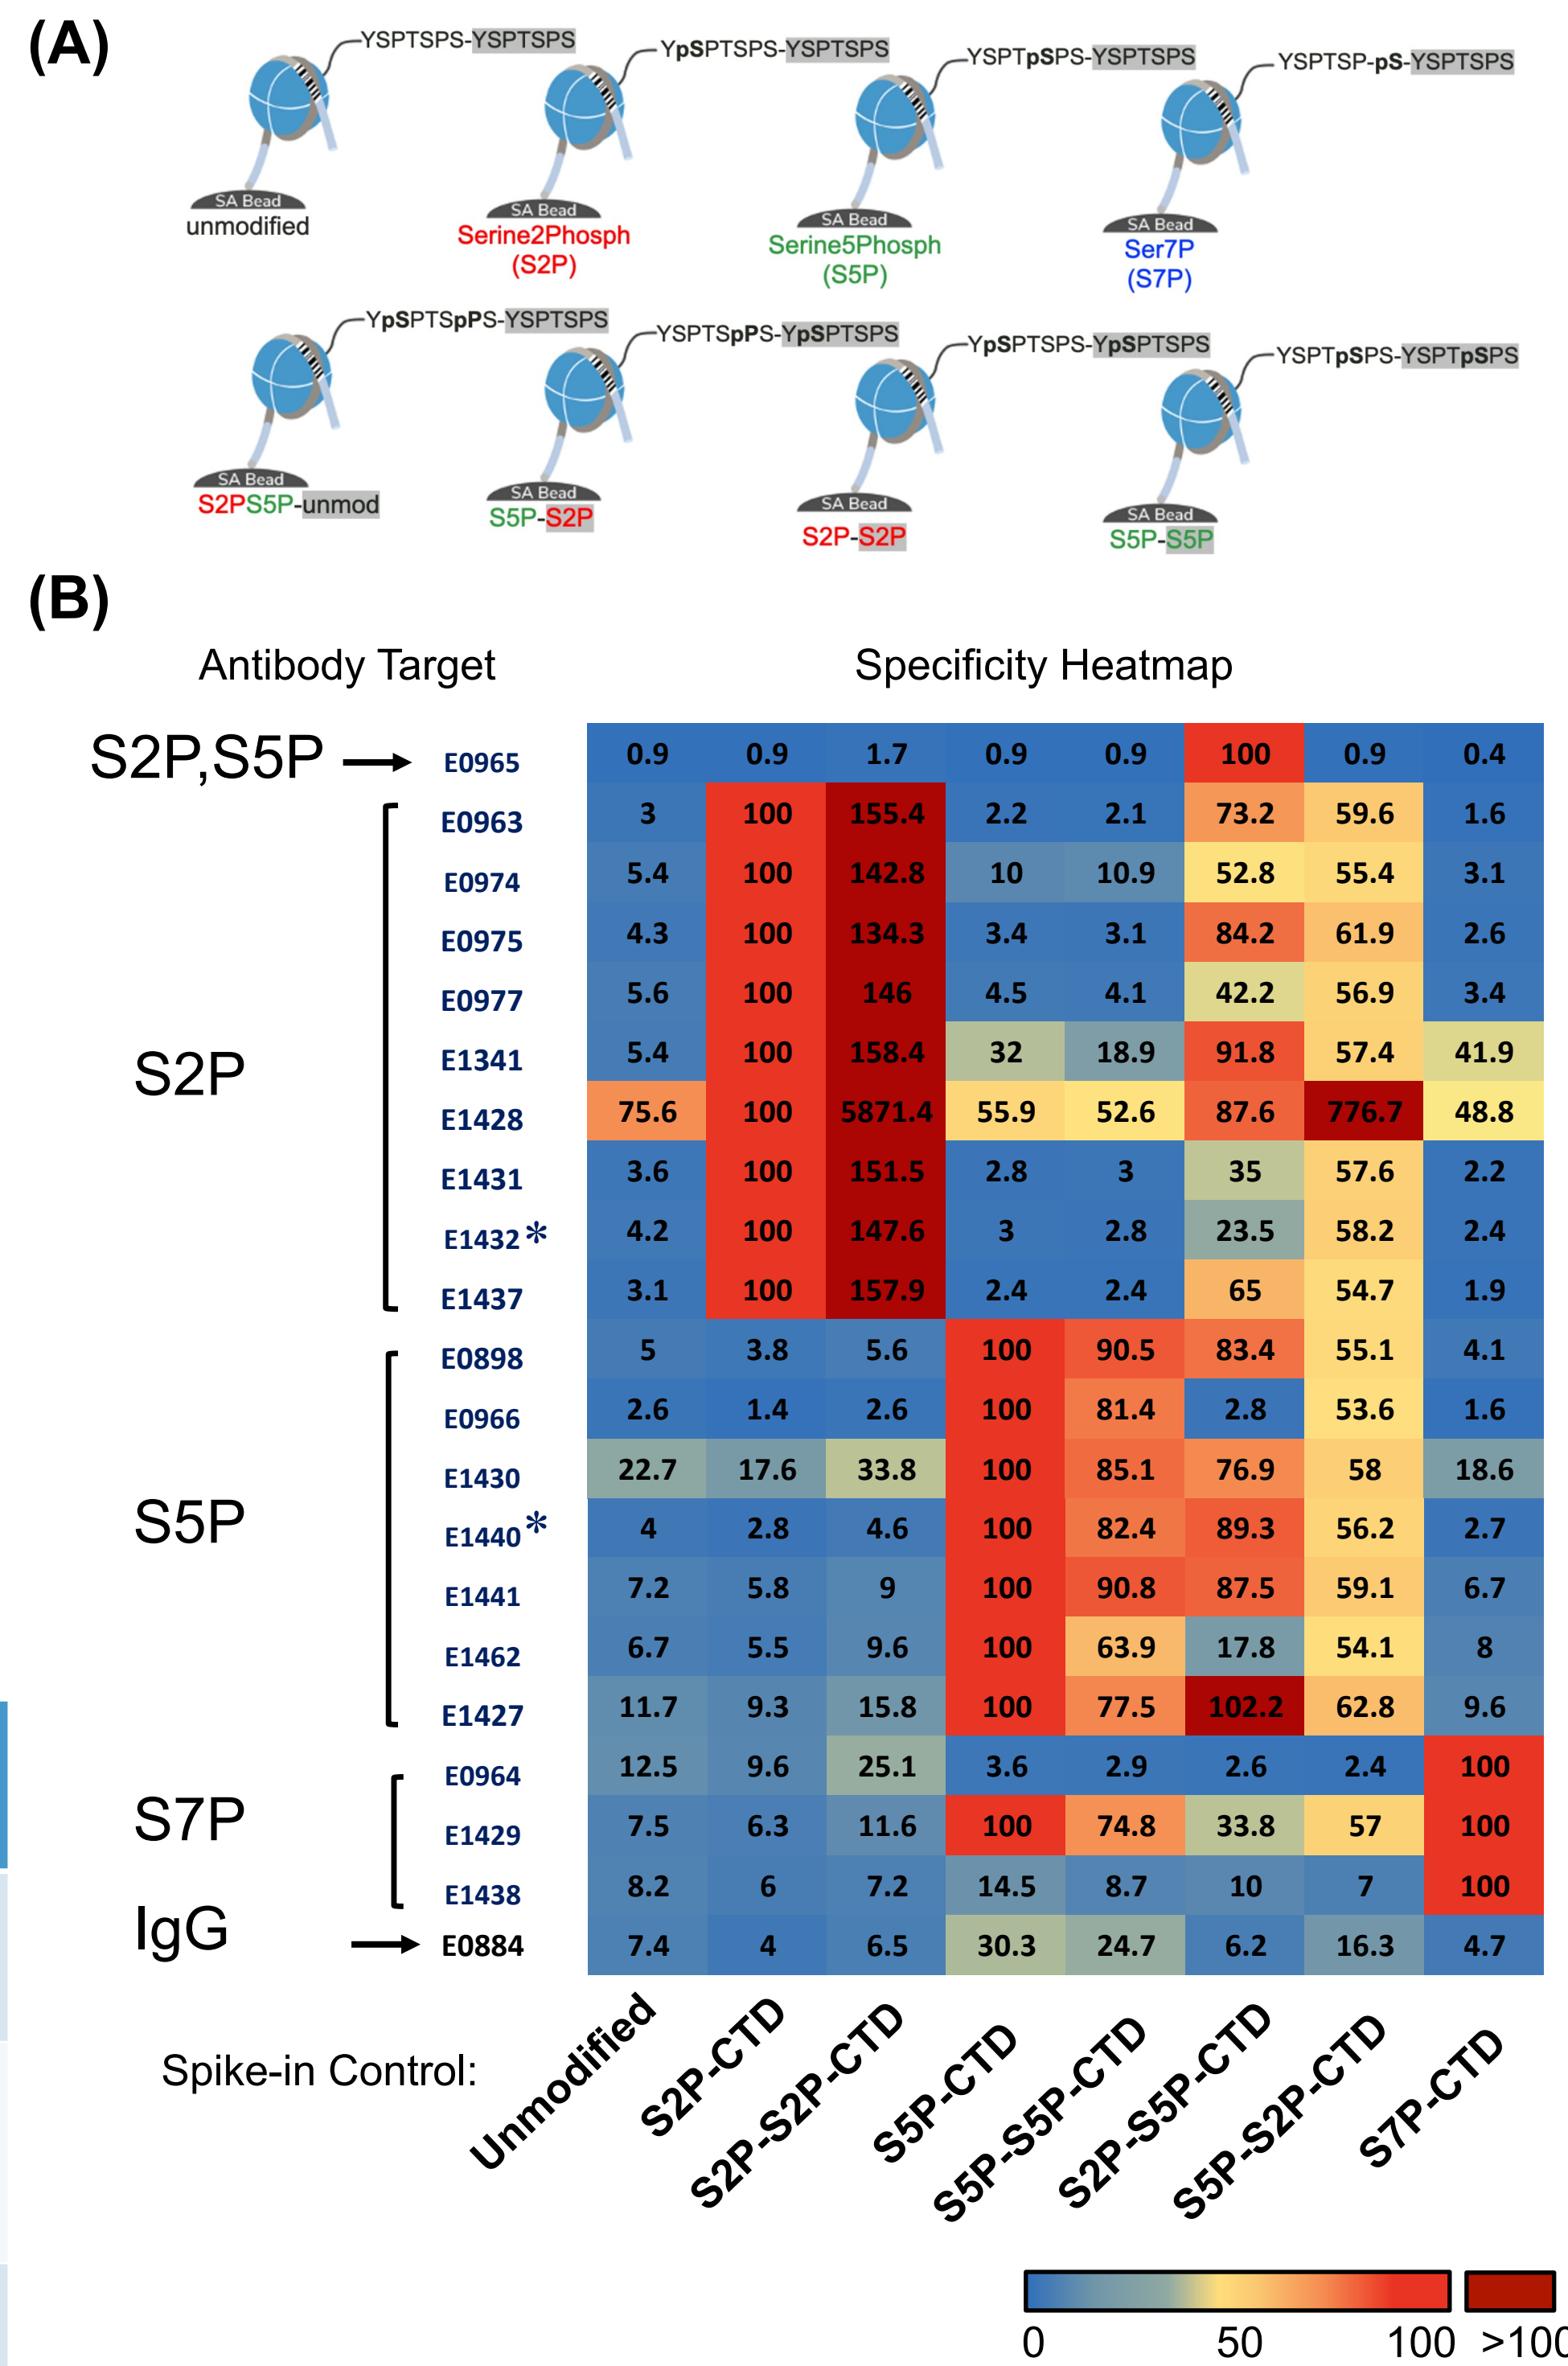 (A)
YSPTSPS-YSPTSPS
YpSPTSPS-YSPTSPS
YSPTpSPS-YSPTSPS
YSPTSP-pS-YSPTSPS
SA Bead
SA Bead
SA Bead
SA Bead
unmodified
Serine2Phosph
(S2P)
Serine5Phosph
(S5P)
Ser7P
(S7P)
YpSPTSpPS-YSPTSPS
YSPTSpPS-YpSPTSPS
YpSPTSPS-YpSPTSPS
YSPTpSPS-YSPTpSPS
SA Bead
SA Bead
SA Bead
SA Bead
S2PS5P-unmod
S5P-S2P
S2P-S2P
S5P-S5P
(B)
Antibody Target
Specificity Heatmap
S2P,S5P E0965 0.9 0.9 1.7 0.9 0.9 100 0.9 0.4
E0963 3 100 155.4 2.2 2.1 73.2 59.6 1.6
E0974 5.4 100 142.8 10 10.9 52.8 55.4 3.1
E0975 4.3 100 134.3 3.4 3.1 84.2 61.9 2.6
E0977 5.6 100 146 4.5 4.1 42.2 56.9 3.4
S2P E1341 5.4 100 158.4 32 18.9 91.8 57.4 41.9
E1428 75.6 100 5871.4 55.9 52.6 87.6 776.7 48.8
E1431 3.6 100 151.5 2.8 3 35 57.6 2.2
E1432* 4.2 100 147.6 3 2.8 23.5 58.2 2.4
E1437 3.1 100 157.9 2.4 2.4 65 54.7 1.9
E0898 5 3.8 5.6 100 90.5 83.4 55.1 4.1
E0966 2.6 1.4 2.6 100 81.4 2.8 53.6 1.6
E1430 22.7 17.6 33.8 100 85.1 76.9 58 18.6
S5P E1440* 4 2.8 4.6 100 82.4 89.3 56.2 2.7
E1441 7.2 5.8 9 100 90.8 87.5 59.1 6.7
E1462 6.7 5.5 9.6 100 63.9 17.8 54.1 8
E1427 11.7 9.3 15.8 100 77.5 102.2 62.8 9.6
E0964 12.5 9.6 25.1 3.6 2.9 2.6 2.4 100
S7P E1429 7.5 6.3 11.6 100 74.8 33.8 57 100
E1438 8.2 6 7.2 14.5 8.7 10 7 100
IgG E0884 7.4 4 6.5 30.3 24.7 6.2 16.3 4.7
Spike-in Control:
Unmodified
S2P-CTD
S2P-S2P-CTD
S5P-CTD
S5P-S5P-CTD
S2P-S5P-CTD
S5P-S2P-CTD
S7P-CTD
0 50 100 >100